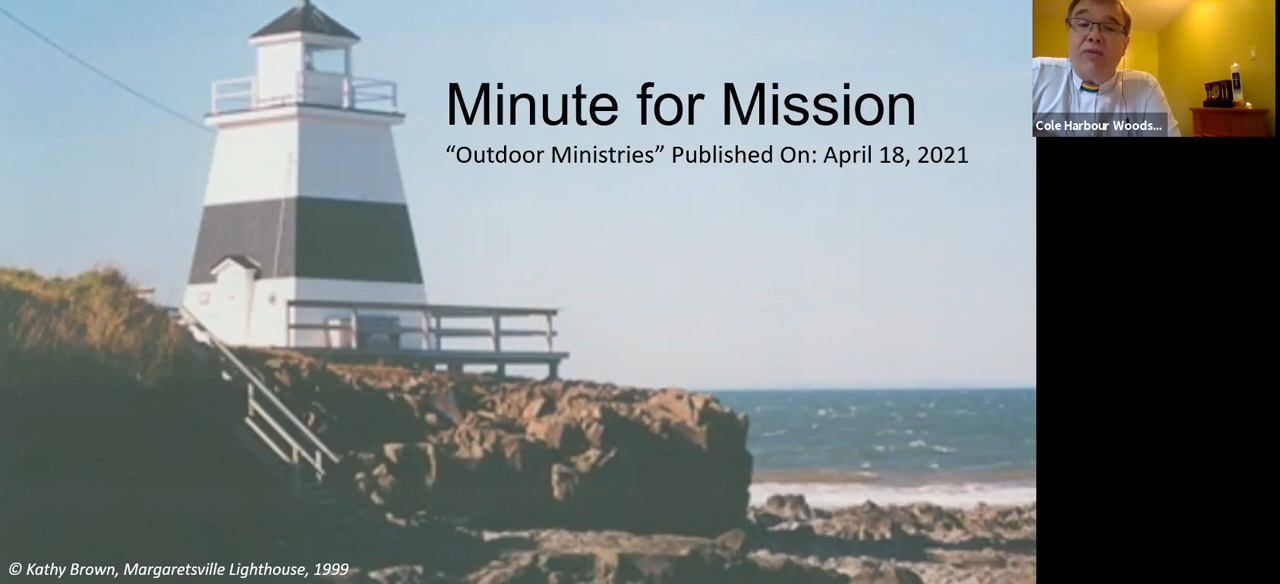 Minute for Mission
“Outdoor Ministries” Published On: April 18, 2021
Cole Harbour Woods...
© Kathy Brown, Margaretsville Lighthouse, 1999